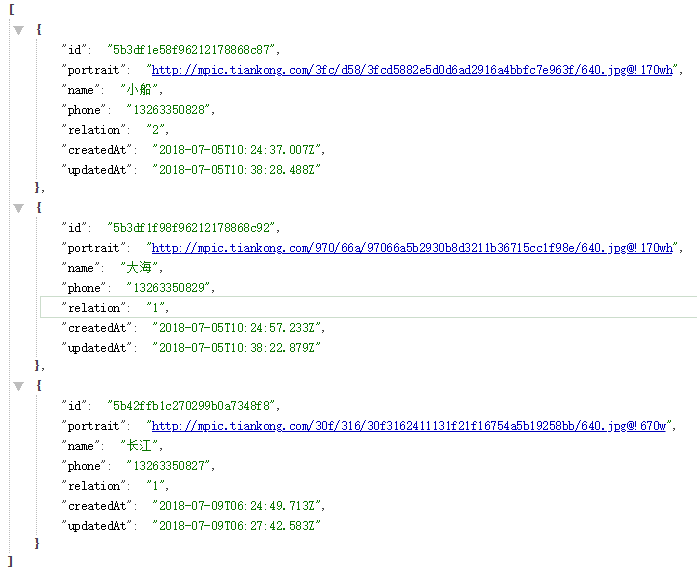 [
{
"id": "5b3df1e58f96212178868c87",
"portrait": "http://mpic.tiankong.com/3fc/d58/3fcd5882e5d0d6ad2916a4bbfc7e963f/640.jpg@!170wh",
"name": "小船",
"phone": "13263350828",
"relation": "2",
"createdAt": "2018-07-05T10:24:37.007Z",
"updatedAt": "2018-07-05T10:38:28.488Z"
},
{
"id": "5b3df1f98f96212178868c92",
"portrait": "http://mpic.tiankong.com/970/66a/97066a5b2930b8d3211b36715cc1f98e/640.jpg@!170wh",
"name": "大海",
"phone": "13263350829",
"relation": "1",
"createdAt": "2018-07-05T10:24:57.233Z",
"updatedAt": "2018-07-05T10:38:22.879Z"
},
{
"id": "5b42ffb1c270299b0a7348f8",
"portrait": "http://mpic.tiankong.com/30f/316/30f3162411131f21f16754a5b19258bb/640.jpg@!670w",
"name": "长江",
"phone": "13263350827",
"relation": "1",
"createdAt": "2018-07-09T06:24:49.713Z",
"updatedAt": "2018-07-09T06:27:42.583Z"
}
]